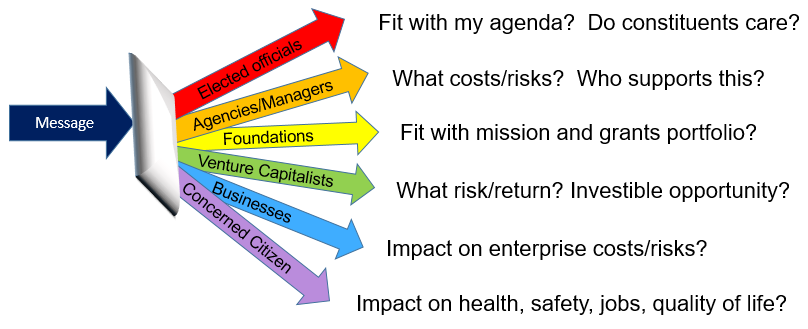 Message
Elected officials
Fit with my agenda?  Do constituents care?
Agencies/Managers
What costs/risks?  Who supports this?
Foundations
Fit with mission and grants portfolio?
Venture Capitalists
What risk/return? Investible opportunity?
Businesses
Impact on enterprise costs/risks?
Concerned Citizen
Impact on health, safety, jobs, quality of life?